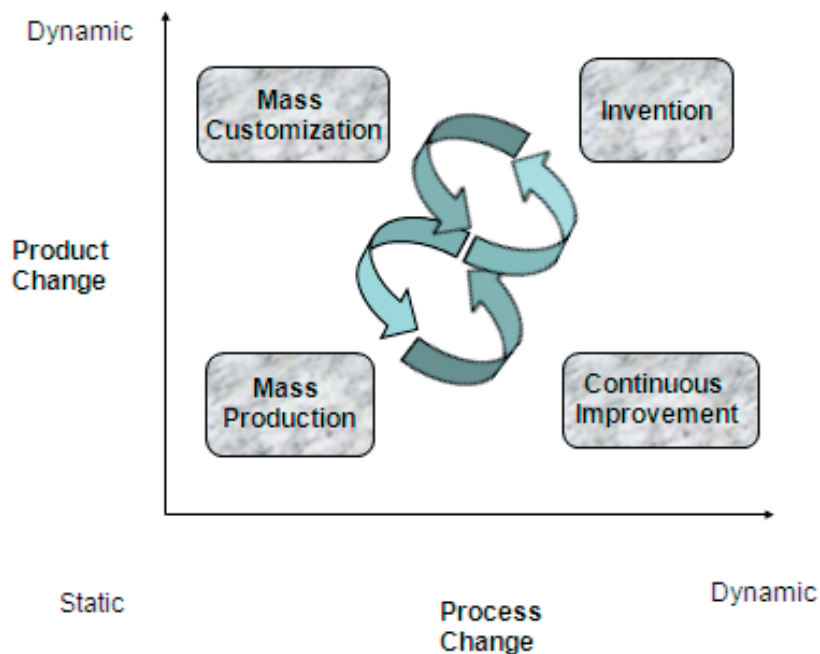 Dynamic
Mass
Customization
Invention
Product
Change
Mass
Production
Continuous
Improvement
Static
Process
Change
Dynamic